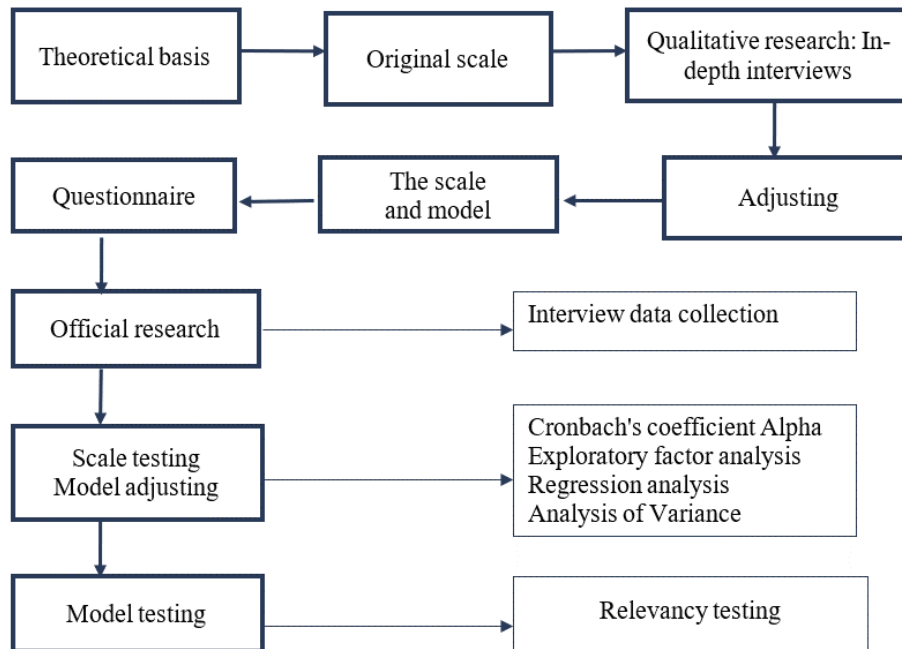 Theoretical basis
Original scale
Qualitative research: In-
depth interviews
Questionnaire
The scale
and model
Adjusting
Official research
Interview data collection
Scale testing
Model adjusting
Cronbach's coefficient Alpha
Exploratory factor analysis
Regression analysis
Analysis of Variance
Model testing
Relevancy testing